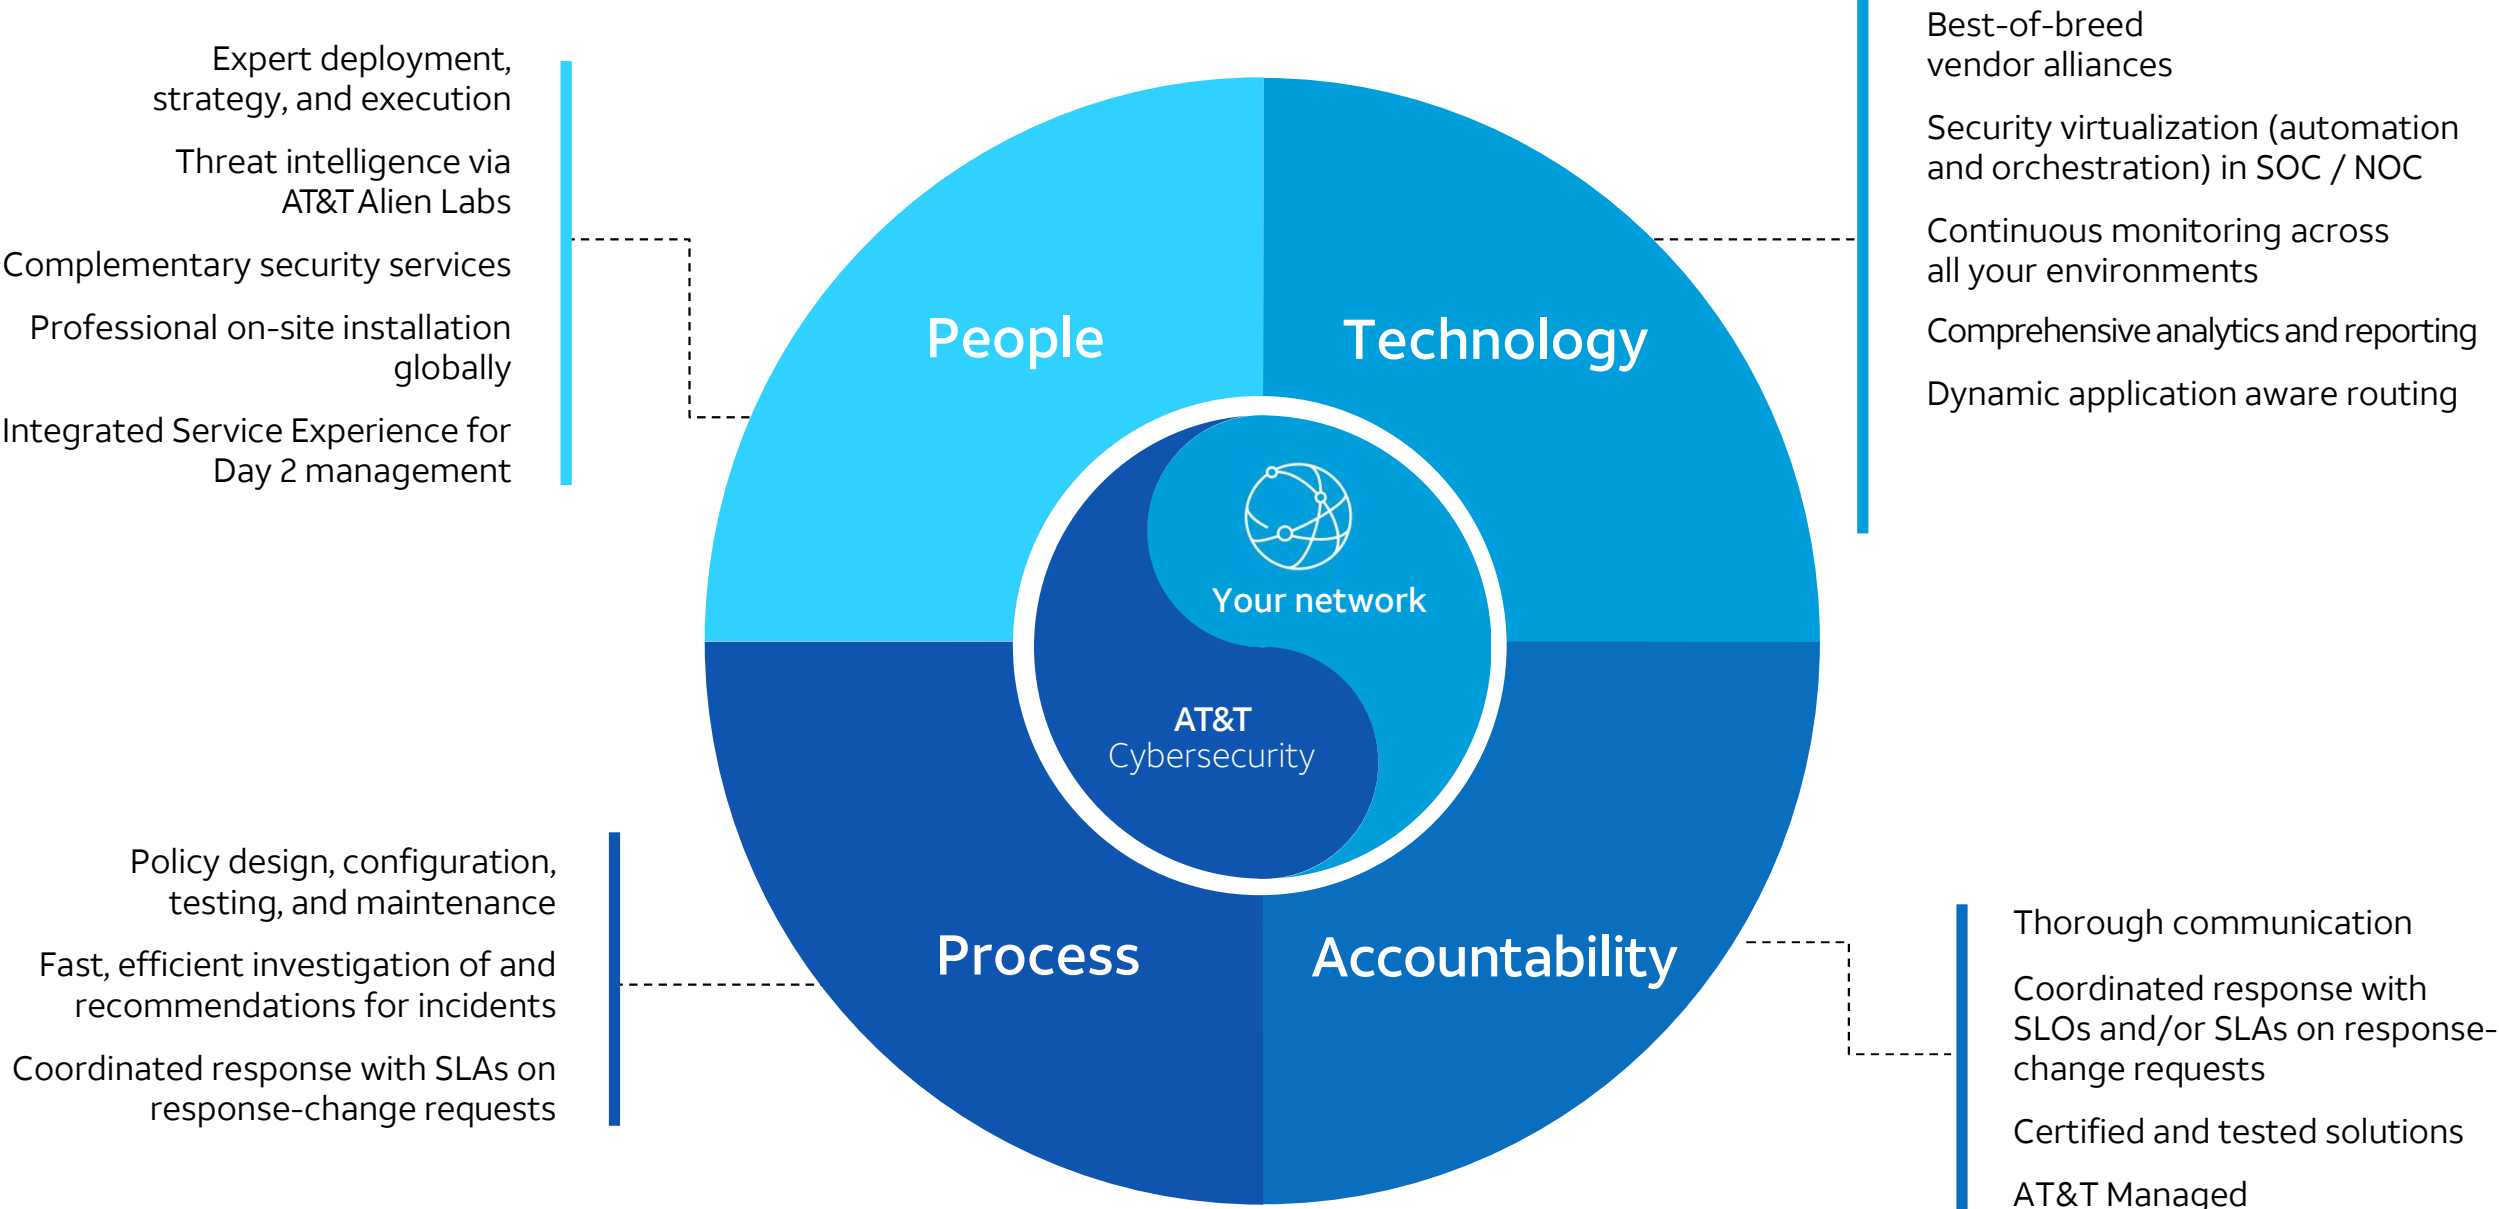 Expert deployment,
strategy, and execution
Threat intelligence via
AT&T Alien Labs
Complementary security services
Professional on-site installation
globally
Integrated Service Experience for
Day 2 management
Best-of-breed
vendor alliances
Security virtualization (automation
and orchestration) in SOC / NOC
Continuous monitoring across
all your environments
Comprehensive analytics and reporting
Dynamic application aware routing
People
Technology
Your network
AT&T
Cybersecurity
Process
Accountability
Policy design, configuration,
testing, and maintenance
Fast, efficient investigation of and
recommendations for incidents
Coordinated response with SLAs on
response-change requests
Thorough communication
Coordinated response with
SLOs and/or SLAs on response-
change requests
Certified and tested solutions
AT&T Managed